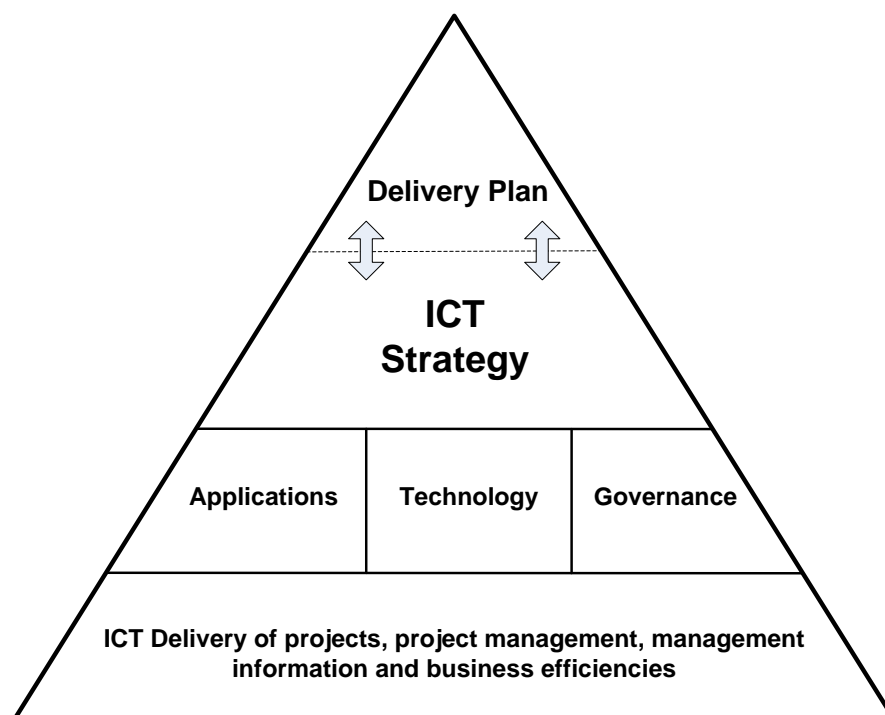 Delivery Plan
ICT
Strategy
Applications Technology Governance
ICT Delivery of projects, project management, management
information and business efficiencies